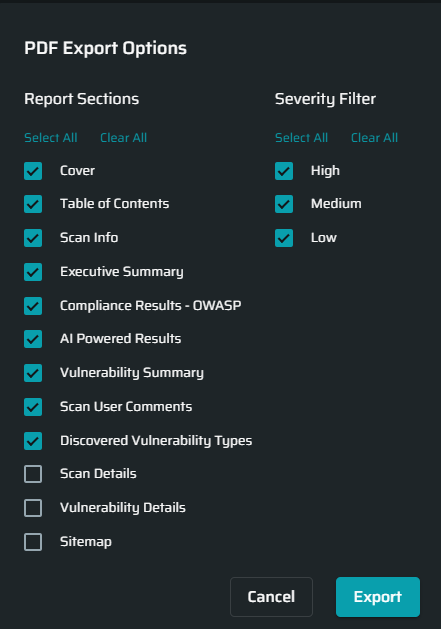 PDF Export Options
Report Sections
Select All Clear All
Cover
Table of Contents
Scan Info
Executive Summary
Compliance Results - OWASP
AI Powered Results
Vulnerability Summary
Scan User Comments
Discovered Vulnerability Types
Scan Details
Vulnerability Details
Sitemap
Severity Filter
Select All Clear All
High
Medium
Low
Cancel Export